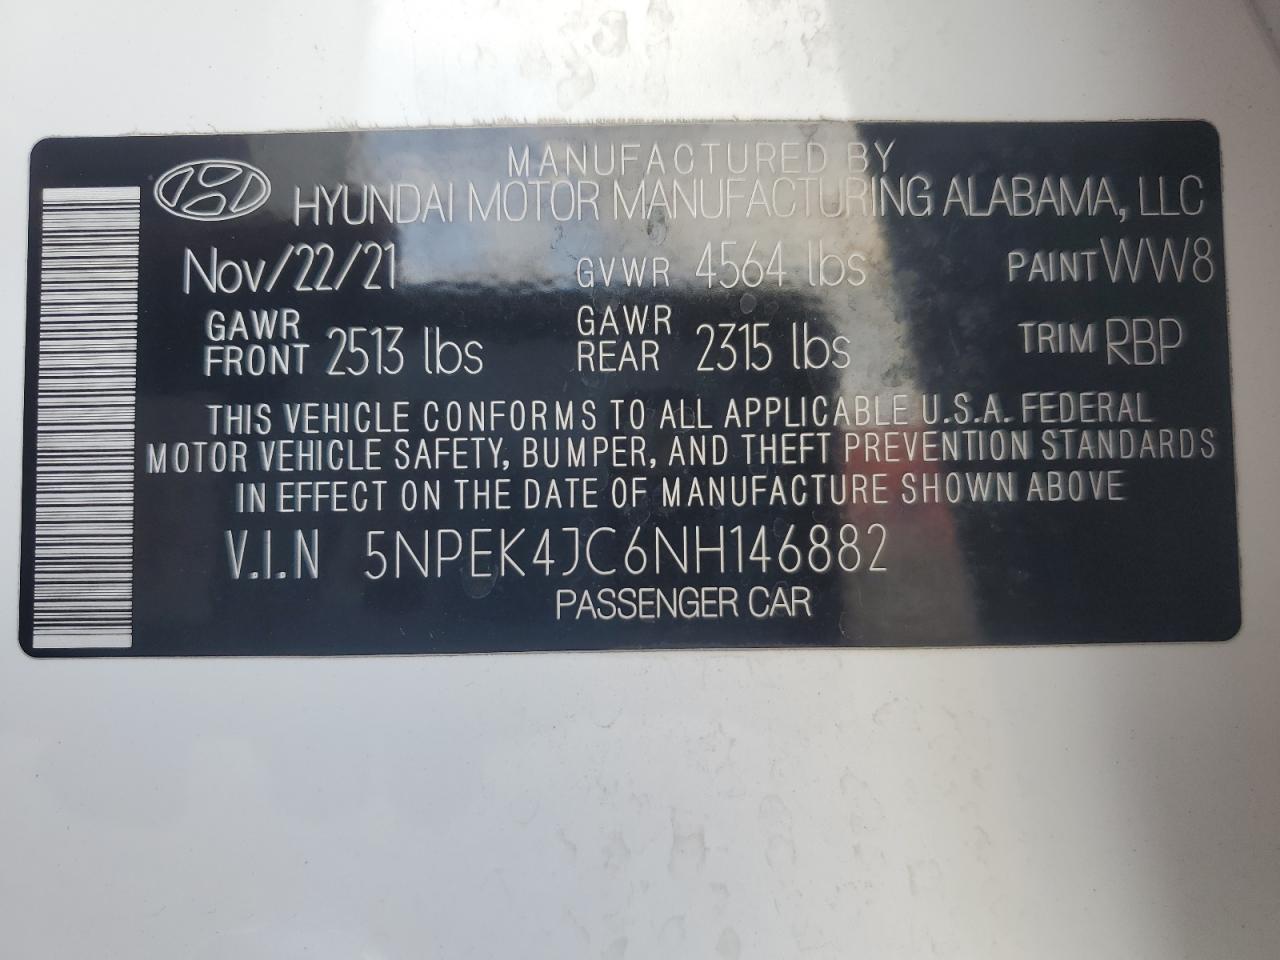 MANUFACTURED BY
HYUNDAI MOTOR MANUFACTURING ALABAMA, LLC
Nov/22/21 GVWR 4564 lbs PAINT WW8
GAWR FRONT 2513 lbs GAWR REAR 2315 lbs TRIM RBP
THIS VEHICLE CONFORMS TO ALL APPLICABLE U.S.A. FEDERAL
MOTOR VEHICLE SAFETY, BUMPER, AND THEFT PREVENTION STANDARDS
IN EFFECT ON THE DATE OF MANUFACTURE SHOWN ABOVE
V.I.N 5NPEK4JC6NH146882
PASSENGER CAR